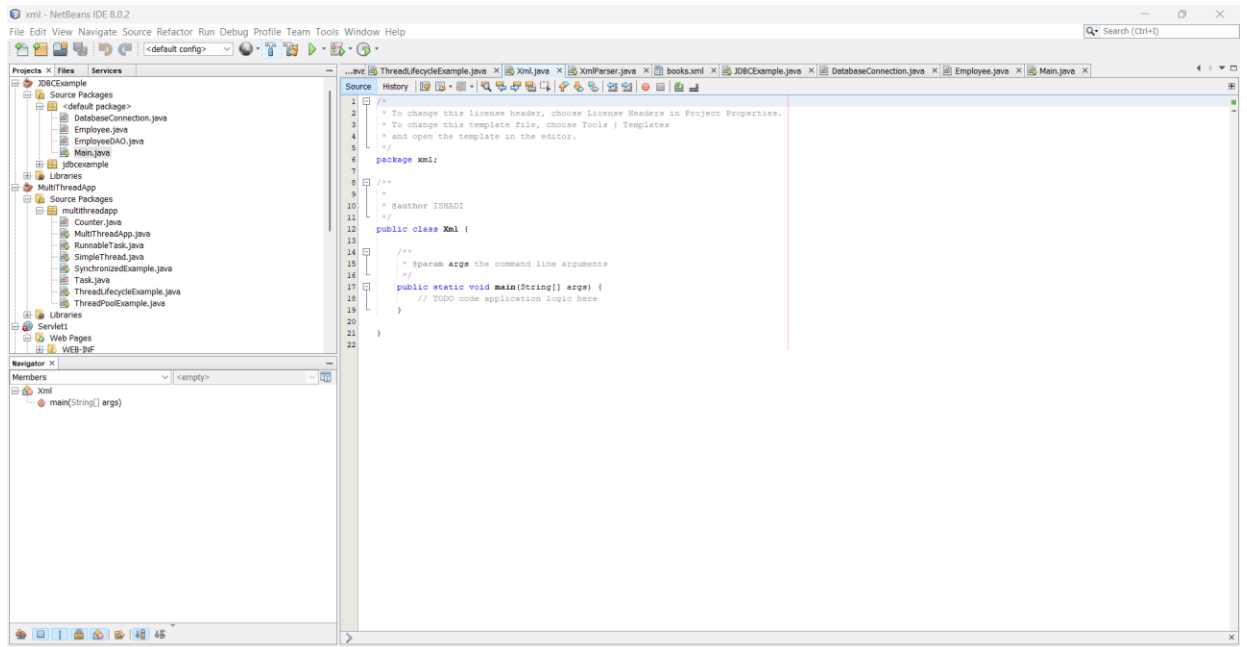 xml - NetBeans IDE 8.0.2
File Edit View Navigate Source Refactor Run Debug Profile Team Tools Window Help
Search (Ctrl+I)
<default config>
Projects Files Services
JDBCExample
Source Packages
<default package>
DatabaseConnection.java
Employee.java
EmployeeDAO.java
Main.java
jdbcexample
Libraries
MultiThreadApp
Source Packages
multithreadapp
Counter.java
MultiThreadApp.java
RunnableTask.java
SimpleThread.java
SynchronizedExample.java
Task.java
ThreadLifecycleExample.java
ThreadPoolExample.java
Libraries
Servlet1
Web Pages
WEB-INF
Navigator
Members <empty>
Xml
main(String[] args)
...ave ThreadLifecycleExample.java Xml.java XmlParser.java books.xml JDBCExample.java DatabaseConnection.java Employee.java Main.java
Source History
1 /*
2 * To change this license header, choose License Headers in Project Properties.
3 * To change this template file, choose Tools | Templates
4 * and open the template in the editor.
5 */
6 package xml;
7
8 /**
9 *
10 * @author ISHADI
11 */
12 public class Xml {
13
14 /**
15 * @param args the command line arguments
16 */
17 public static void main(String[] args) {
18 // TODO code application logic here
19 }
20
21 }
22